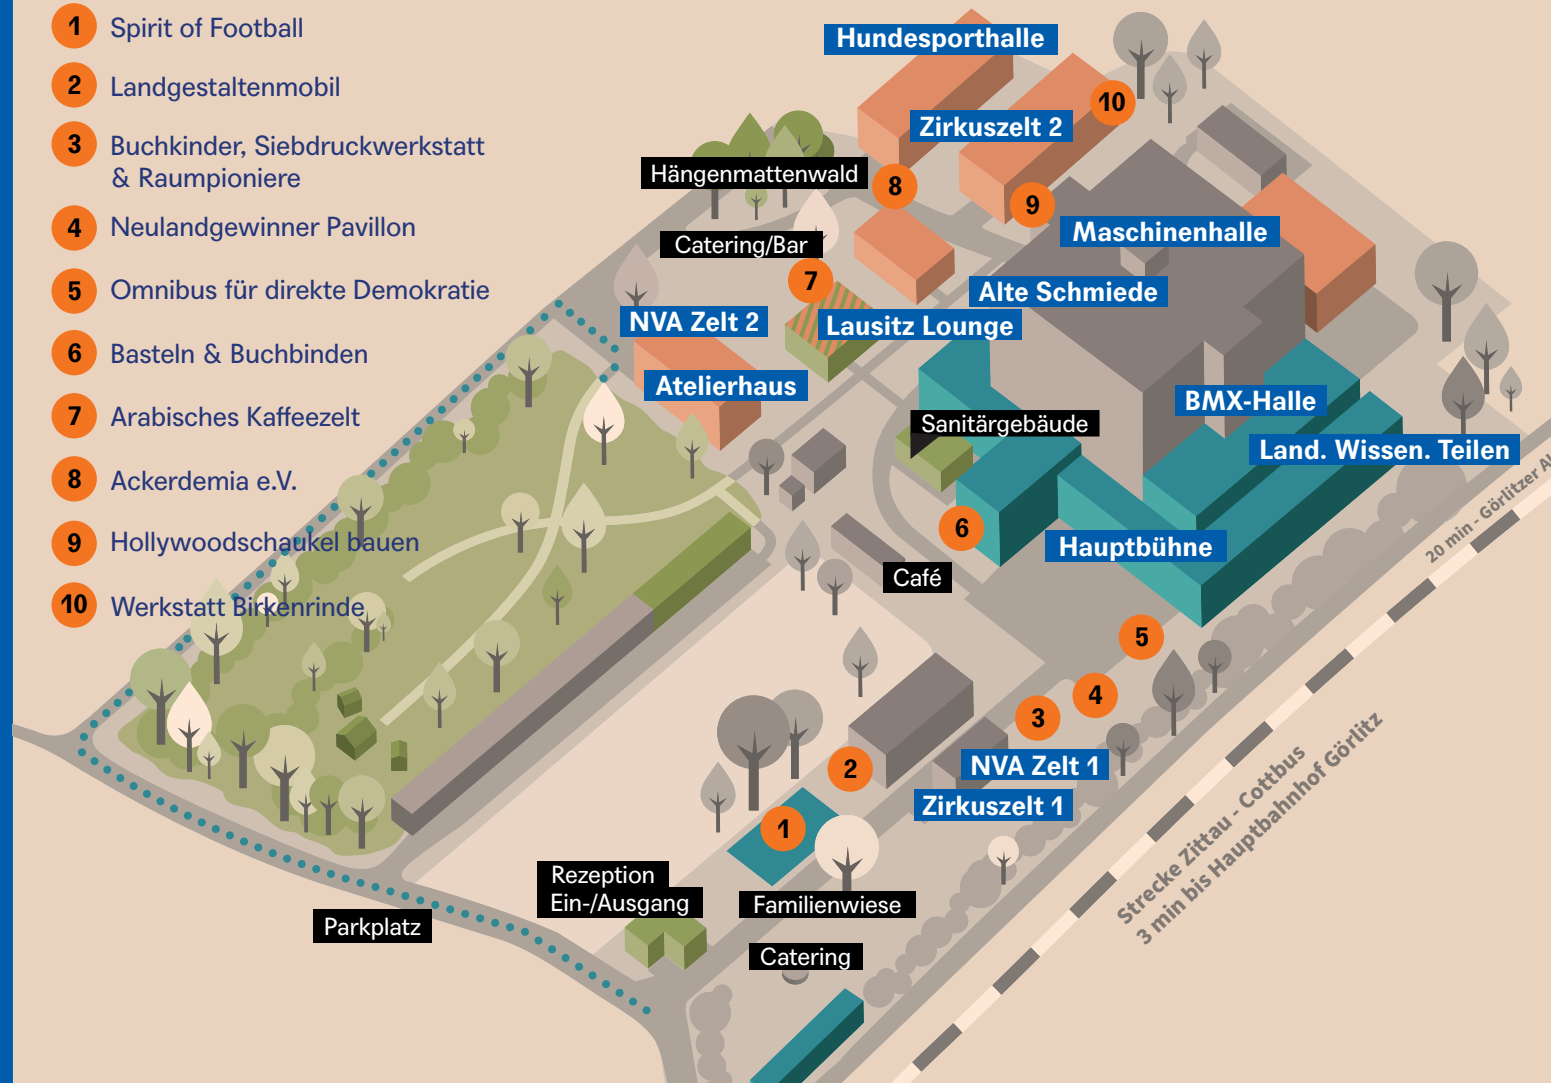 1 Spirit of Football
2 Landgestaltenmobil
3 Buchkinder, Siebdruckwerkstatt
& Raumpioniere
4 Neulandgewinner Pavillon
5 Omnibus für direkte Demokratie
6 Basteln & Buchbinden
7 Arabisches Kaffeezelt
8 Ackerdemia e.V.
9 Hollywoodschaukel bauen
10 Werkstatt Birkenrinde
Hundesporthalle
10
Zirkuszelt 2
Hängenmattenwald
8
9
Maschinenhalle
Catering/Bar
7
Alte Schmiede
NVA Zelt 2
Lausitz Lounge
Atelierhaus
BMX-Halle
Sanitärgebäude
Land. Wissen. Teilen
6
Hauptbühne
20 min - Görlitzer
Café
5
4
3
2
NVA Zelt 1
Zirkuszelt 1
1
Strecke Zittau - Cottbus
3 min bis Hauptbahnhof Görlitz
Rezeption
Ein-/Ausgang
Familienwiese
Parkplatz
Catering